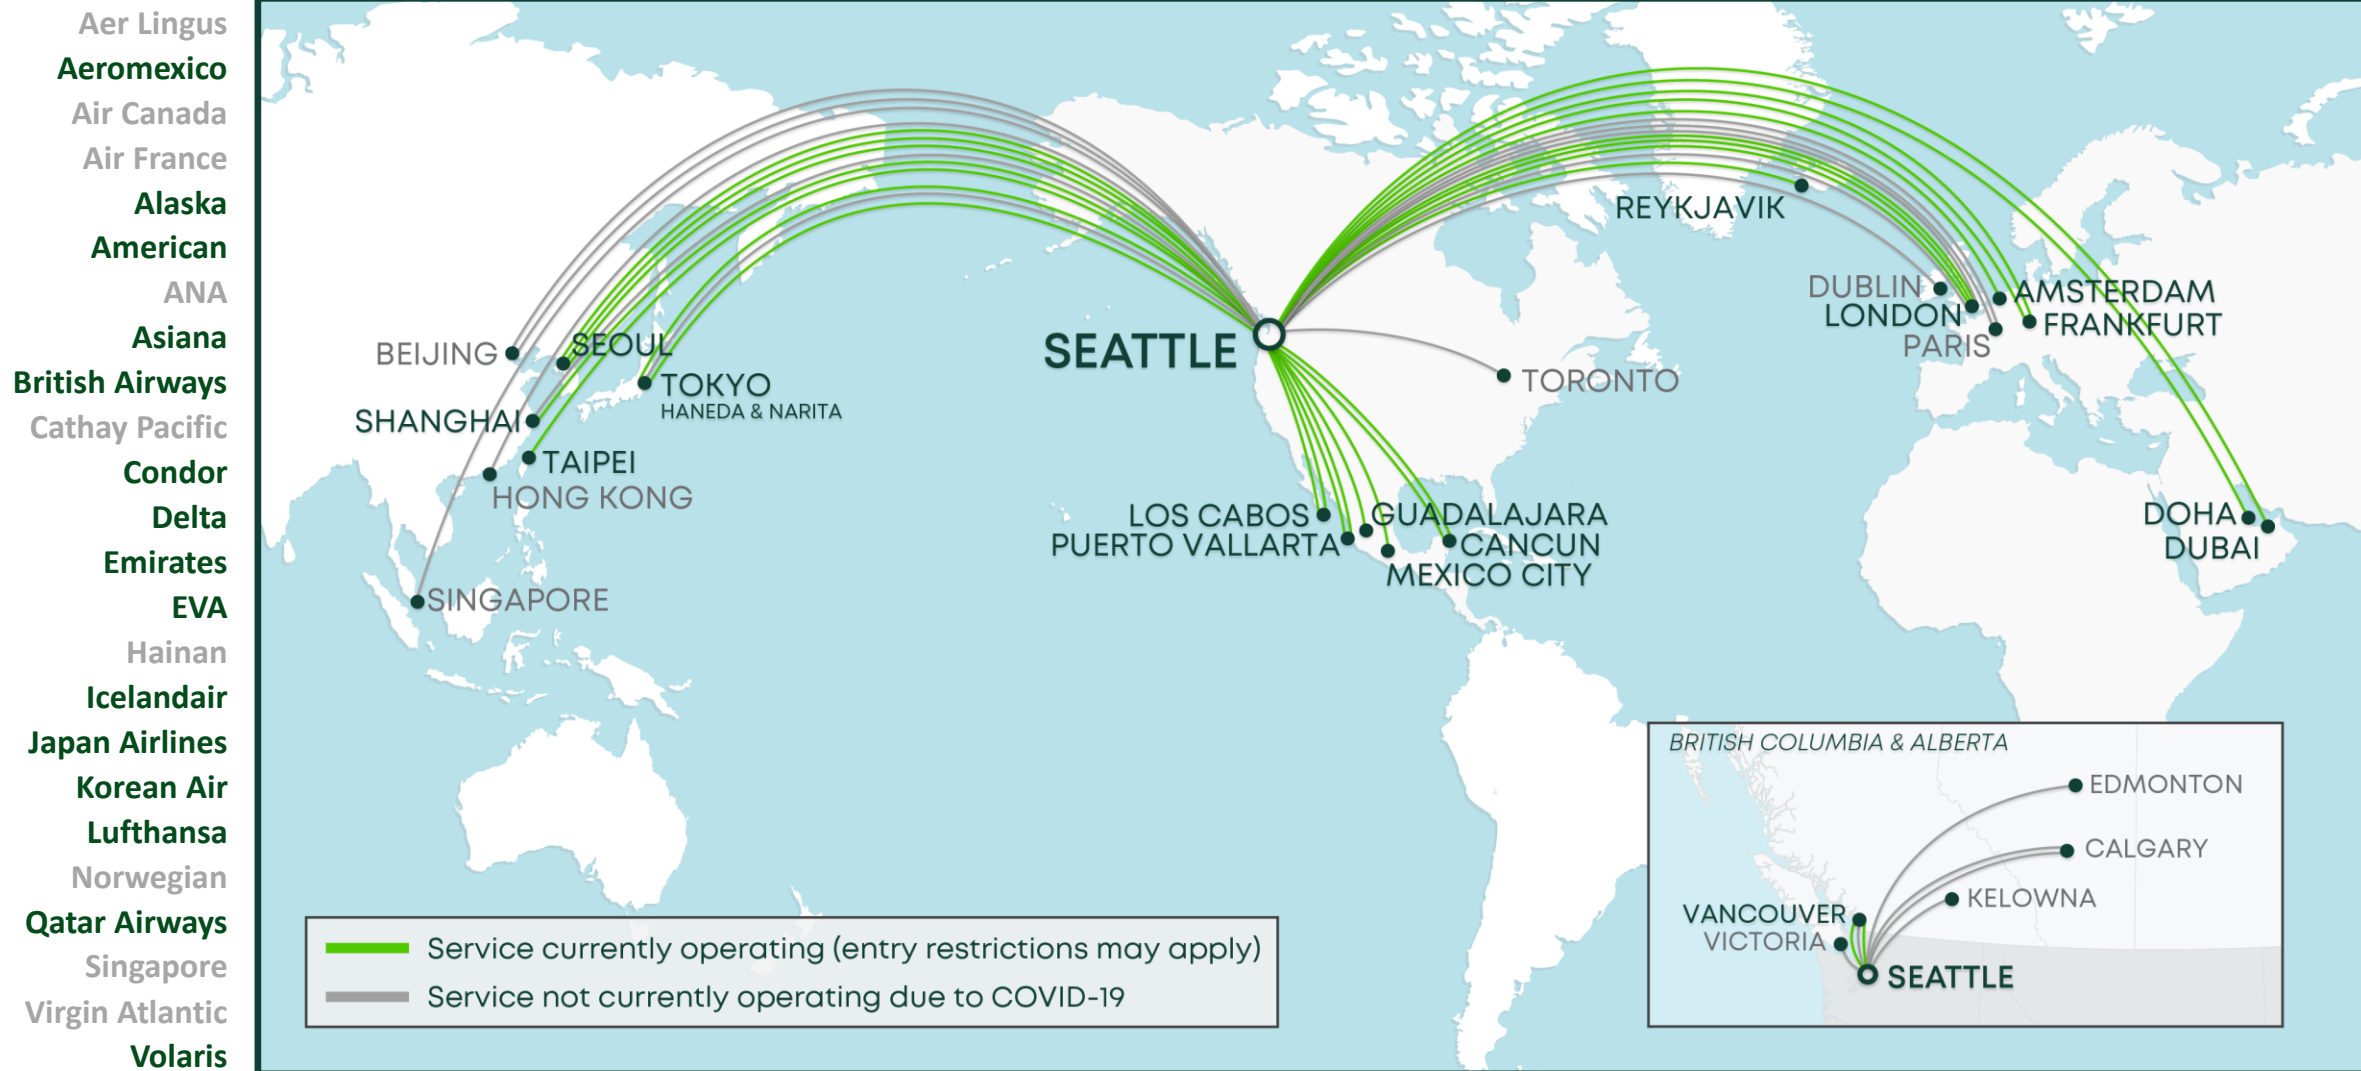 Aer Lingus
Aeromexico
Air Canada
Air France
Alaska
American
ANA
Asiana
British Airways
Cathay Pacific
Condor
Delta
Emirates
EVA
Hainan
Icelandair
Japan Airlines
Korean Air
Lufthansa
Norwegian
Qatar Airways
Singapore
Virgin Atlantic
Volaris
BEIJING
SEOUL
TOKYO
HANEDA & NARITA
SHANGHAI
TAIPEI
HONG KONG
SINGAPORE
SEATTLE
TORONTO
REYKJAVIK
DUBLIN
LONDON
PARIS
AMSTERDAM
FRANKFURT
DOHA
DUBAI
LOS CABOS
PUERTO VALLARTA
GUADALAJARA
CANCUN
MEXICO CITY
Service currently operating (entry restrictions may apply)
Service not currently operating due to COVID-19
BRITISH COLUMBIA & ALBERTA
EDMONTON
CALGARY
KELOWNA
VANCOUVER
VICTORIA
SEATTLE